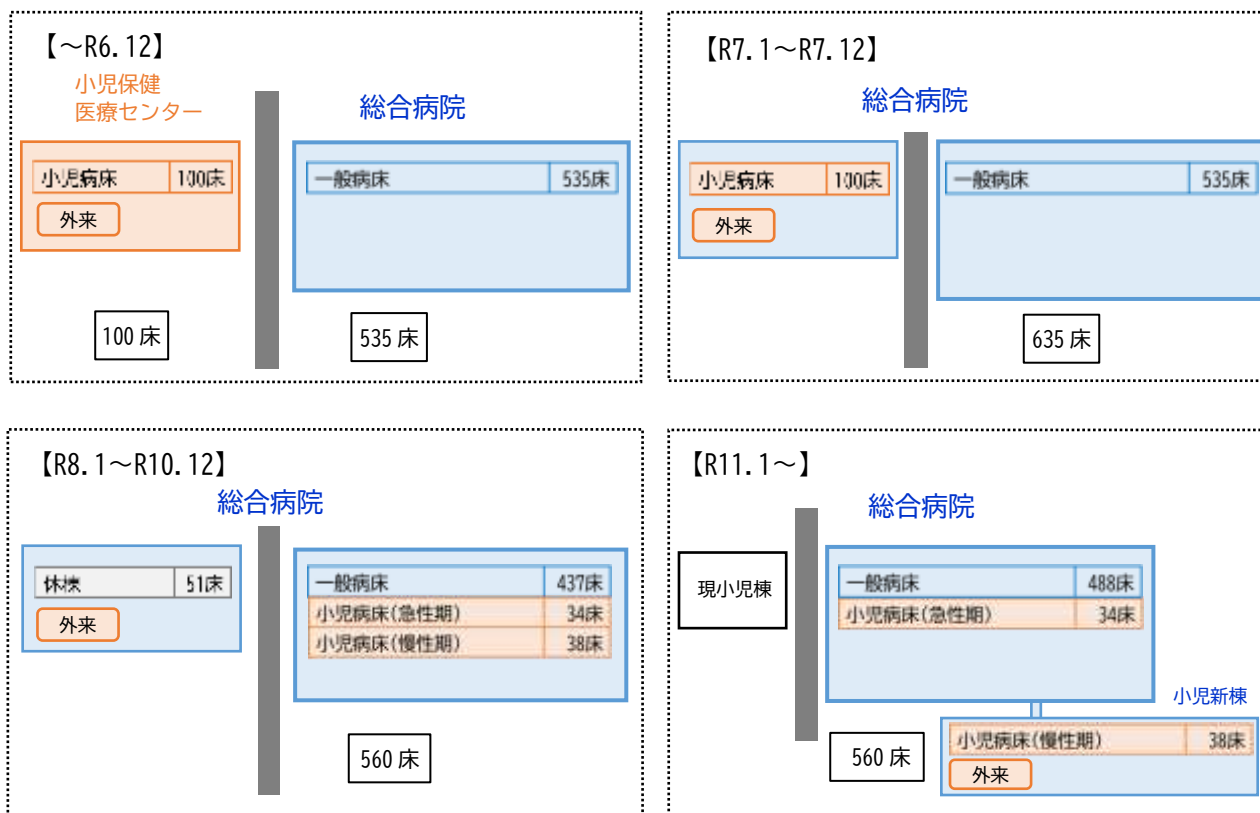 【~R6.12】
小児保健
医療センター
総合病院
小児病床 100床
外来
一般病床 535床
100 床
535 床
【R7.1~R7.12】
総合病院
小児病床 100床
外来
一般病床 535床
635 床
【R8.1~R10.12】
総合病院
休棟 51床
外来
一般病床 437床
小児病床(急性期) 34床
小児病床(慢性期) 38床
560 床
【R11.1~】
総合病院
現小児棟
一般病床 488床
小児病床(急性期) 34床
小児新棟
小児病床(慢性期) 38床
外来
560 床